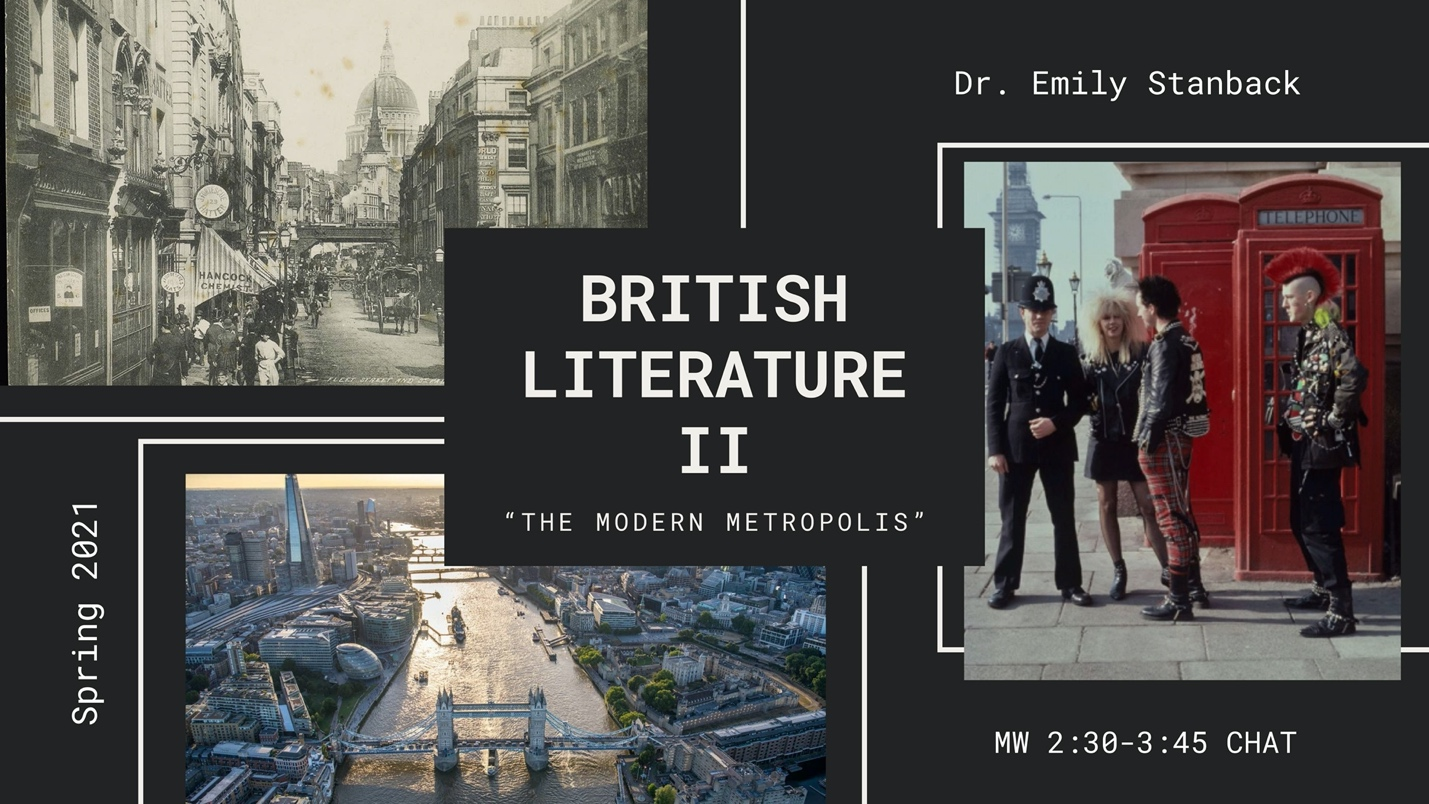 Dr. Emily Stanback
TELEPHONE
HANCOCK
CHEMIST
OFFICES
BRITISH
LITERATURE
II
“THE MODERN METROPOLIS”
Spring 2021
MW 2:30-3:45 CHAT